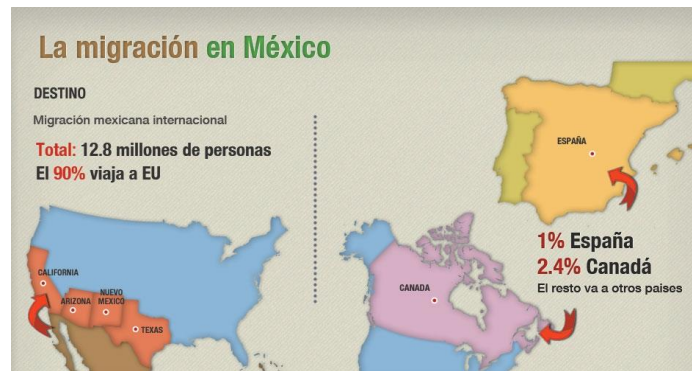 La migración en México
DESTINO
Migración mexicana internacional
Total: 12.8 millones de personas
El 90% viaja a EU
CALIFORNIA
ARIZONA
NUEVO
MEXICO
TEXAS
ESPAÑA
CANADA
1% España
2.4% Canadá
El resto va a otros paises